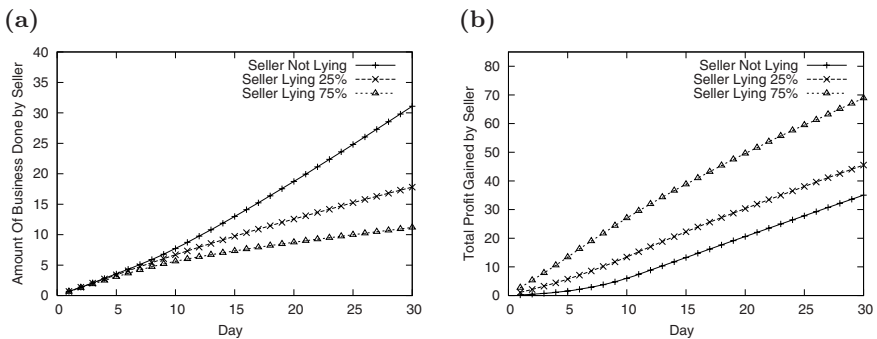 (a)
Amount Of Business Done by Seller
40
35
30
25
20
15
10
5
0
Seller Not Lying
Seller Lying 25%
Seller Lying 75%
0 5 10 15 20 25 30
Day
(b)
Total Profit Gained by Seller
80
70
60
50
40
30
20
10
0
Seller Not Lying
Seller Lying 25%
Seller Lying 75%
0 5 10 15 20 25 30
Day